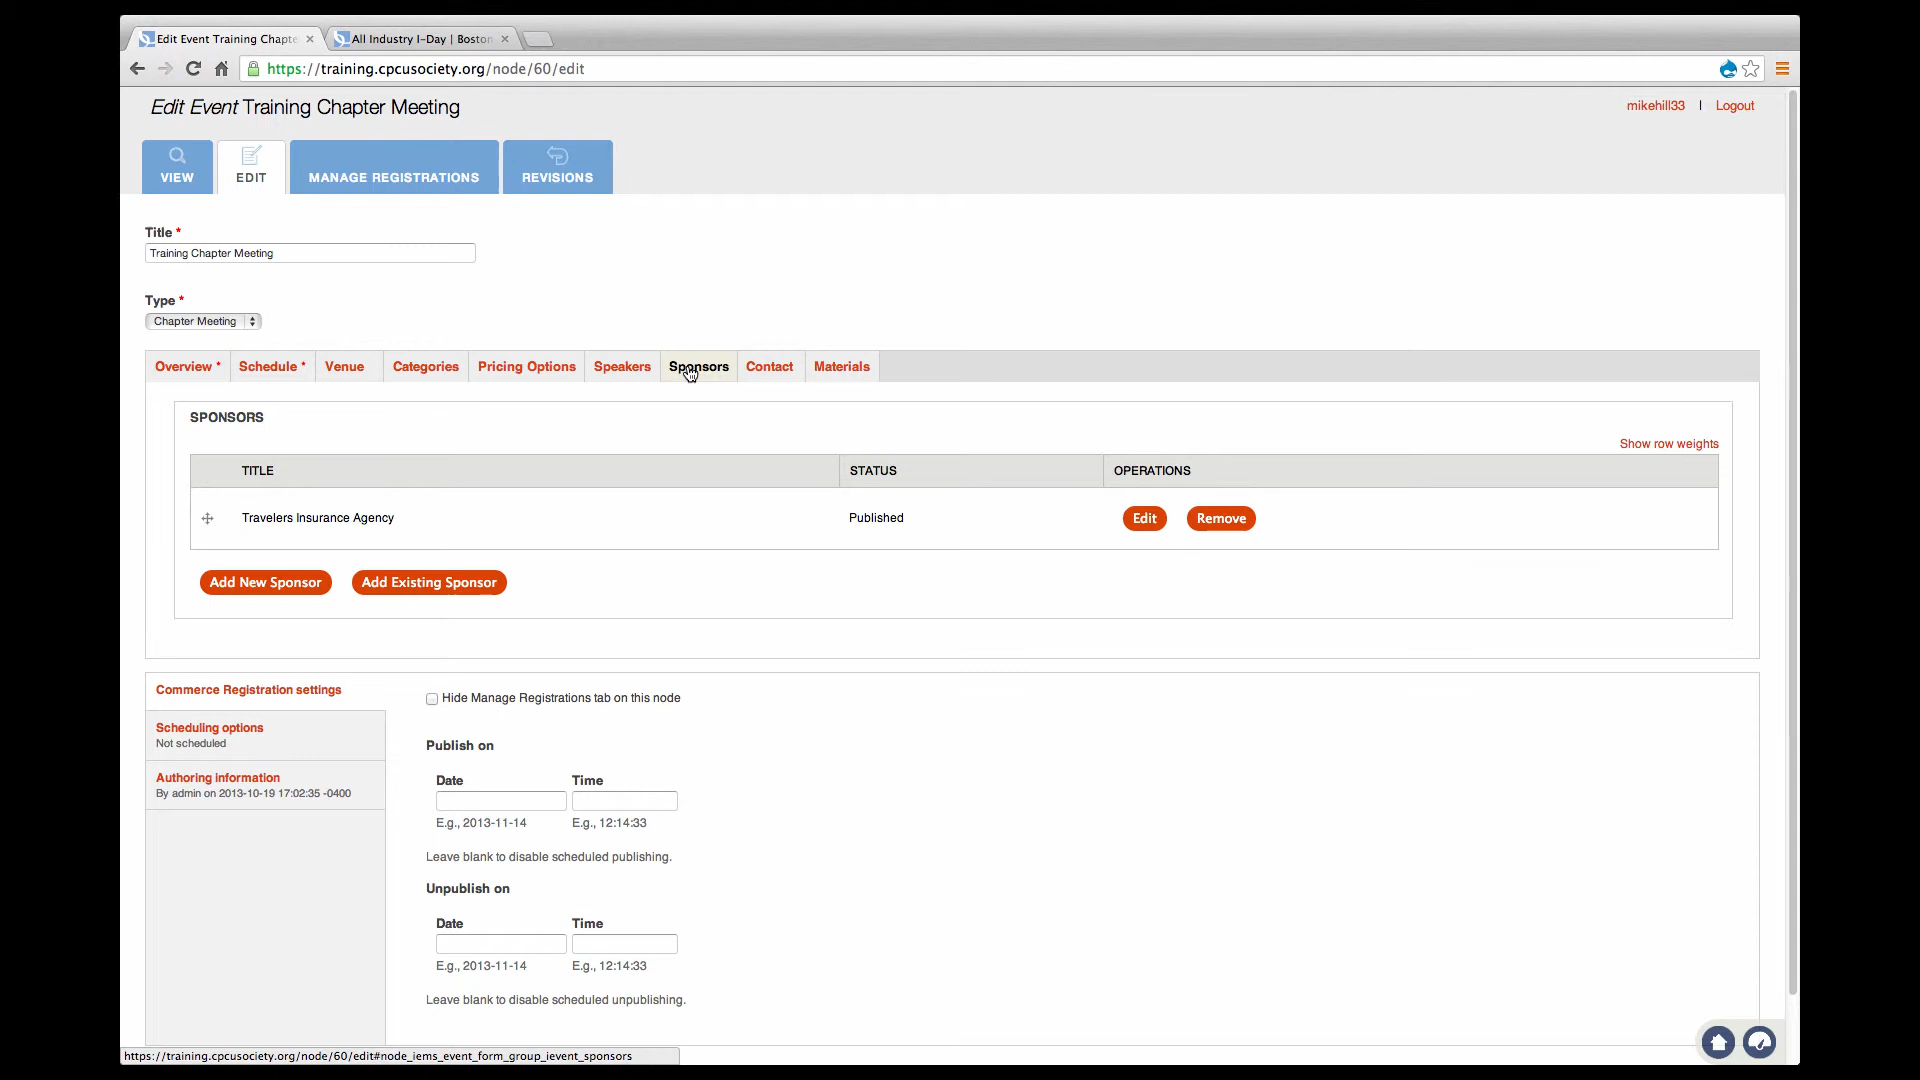 Edit Event Training Chapte
All Industry I-Day | Boston
https://training.cpcusociety.org/node/60/edit
Edit Event Training Chapter Meeting
mikehill33 | Logout
VIEW
EDIT
MANAGE REGISTRATIONS
REVISIONS
Title *
Training Chapter Meeting
Type *
Chapter Meeting
Overview * Schedule * Venue Categories Pricing Options Speakers Sponsors Contact Materials
SPONSORS
Show row weights
TITLE STATUS OPERATIONS
Travelers Insurance Agency Published Edit Remove
Add New Sponsor Add Existing Sponsor
Commerce Registration settings
Scheduling options
Not scheduled
Authoring information
By admin on 2013-10-19 17:02:35 -0400
Hide Manage Registrations tab on this node
Publish on
Date Time
E.g., 2013-11-14 E.g., 12:14:33
Leave blank to disable scheduled publishing.
Unpublish on
Date Time
E.g., 2013-11-14 E.g., 12:14:33
Leave blank to disable scheduled unpublishing.
https://training.cpcusociety.org/node/60/edit#node_iems_event_form_group_ievent_sponsors